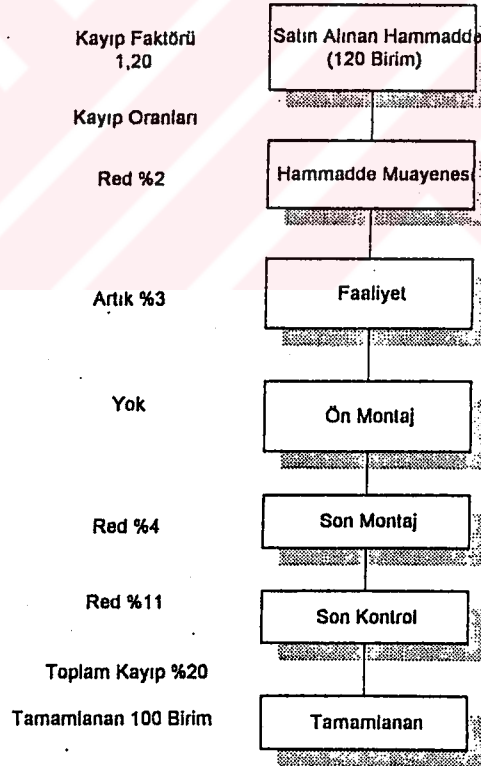 Kayıp Faktörü
1,20
Satın Alınan Hammadde
(120 Birim)
Kayıp Oranları
Red %2
Hammadde Muayenesi
Artık %3
Faaliyet
Yok
Ön Montaj
Red %4
Son Montaj
Red %11
Son Kontrol
Toplam Kayıp %20
Tamamlanan 100 Birim
Tamamlanan